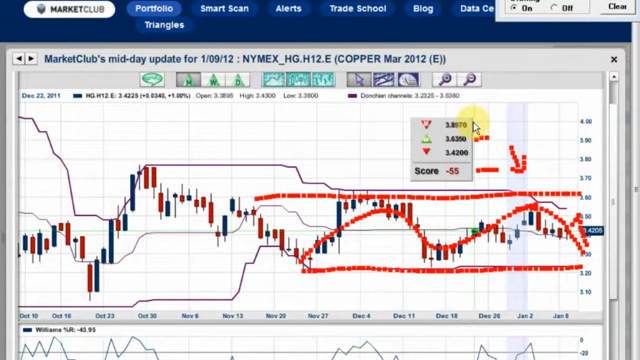 MARKETCLUB Portfolio Smart Scan Alerts Trade School Blog Data Ce
Triangles
On Off Clear
MarketClub's mid-day update for 1/09/12 : NYMEX_HG.H12.E (COPPER Mar 2012 (E))
M W D
Dec 22, 2011 HG.H12.E: 3.4225 (+0.0340, +1.00%) Open: 3.3895 High: 3.4300 Low: 3.3600 Donchian channels: 3.2325 - 3.6360
3.8970
3.6350
3.4200
Score -55
4.00
3.90
3.80
3.70
3.60
3.50
3.4205
3.30
3.20
3.10
Oct 10 Oct 16 Oct 23 Oct 30 Nov 6 Nov 13 Nov 20 Nov 27 Dec 4 Dec 11 Dec 18 Dec 26 Jan 2 Jan 8
Williams %R: -43.95